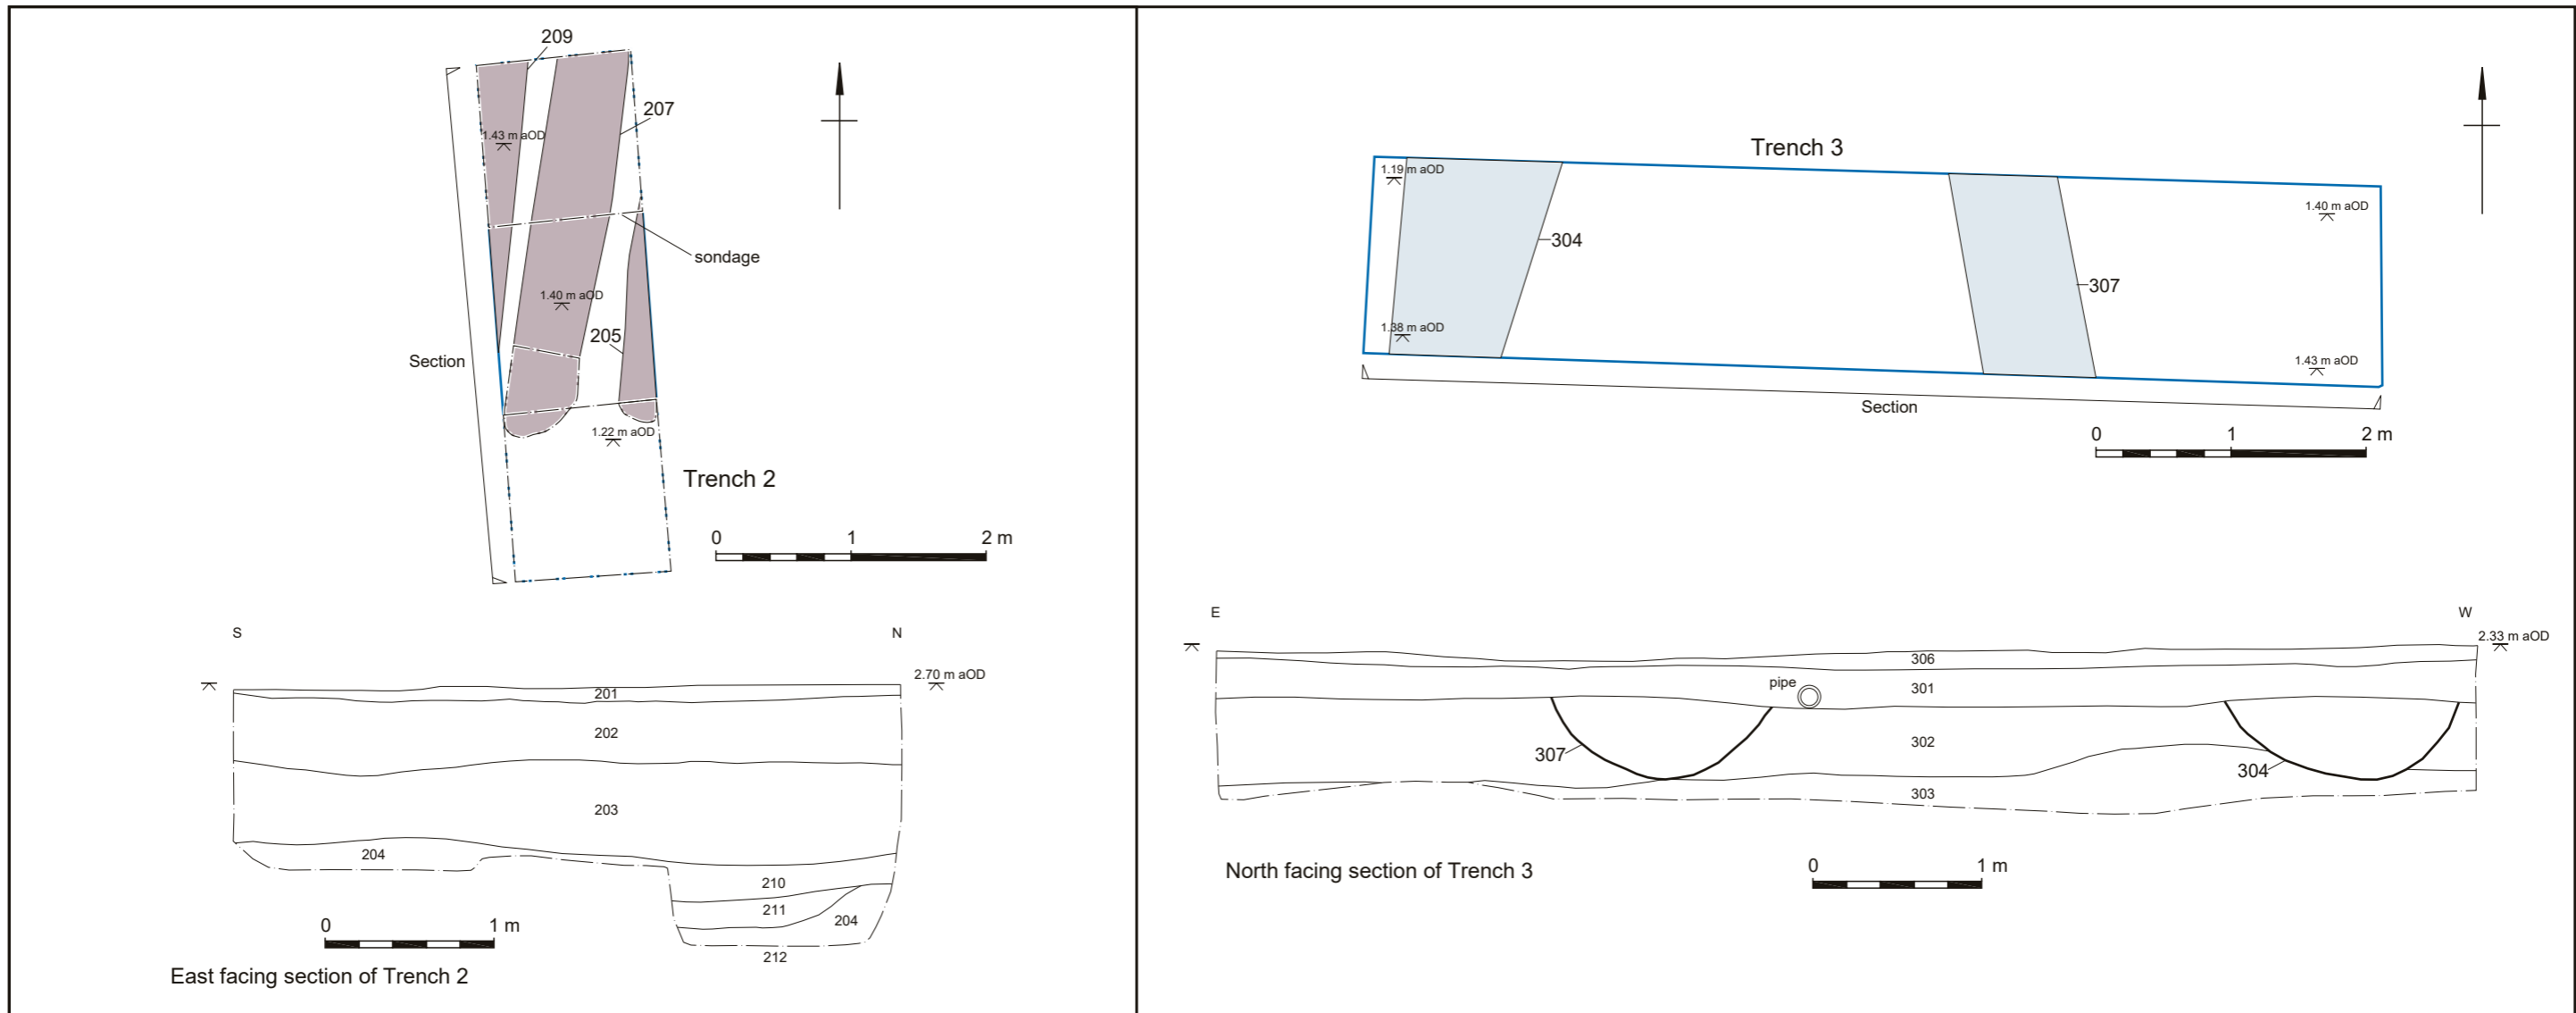 209
207
1.43 m aOD
sondage
1.40 m aOD
205
Section
1.22 m aOD
Trench 2
0 1 2 m
S N
2.70 m aOD
201
202
203
204
210
211
204
212
0 1 m
East facing section of Trench 2
Trench 3
1.19 m aOD
1.40 m aOD
304
307
1.38 m aOD
1.43 m aOD
Section
0 1 2 m
E W
2.33 m aOD
306
pipe
301
307
302
304
303
North facing section of Trench 3
0 1 m